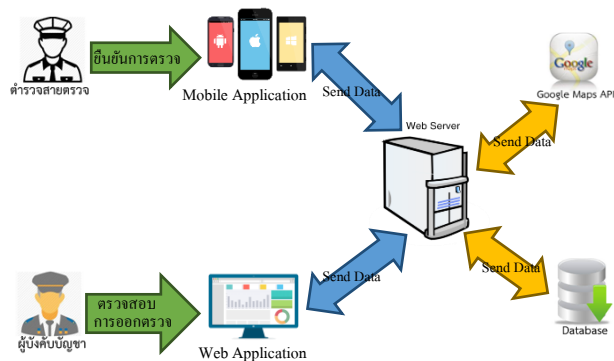 ยืนยันการตรวจ
ตำรวจสายตรวจ
Mobile Application
Send Data
Web Server
Google
Google Maps API
Send Data
Send Data
Send Data
ตรวจสอบ
การออกตรวจ
ผู้บังคับบัญชา
Web Application
Database